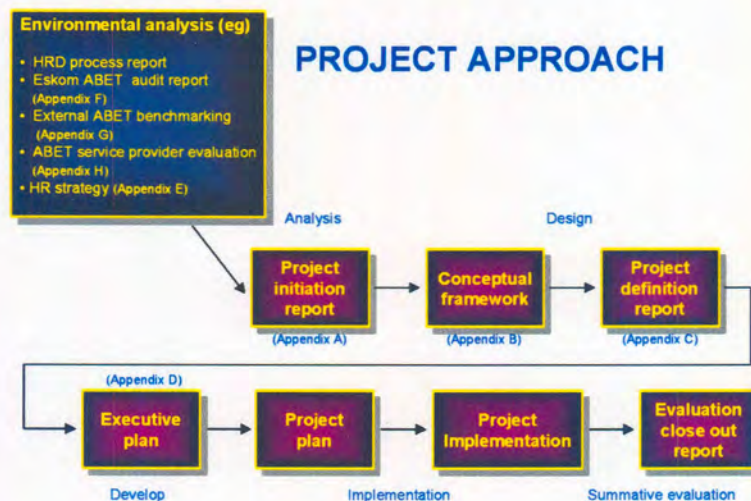 Environmental analysis (eg)
• HRD process report
• Eskom ABET audit report
(Appendix F)
• External ABET benchmarking
(Appendix G)
• ABET service provider evaluation
(Appendix H)
• HR strategy (Appendix E)
PROJECT APPROACH
Analysis
Design
Project
initiation
report
(Appendix A)
Conceptual
framework
(Appendix B)
Project
definition
report
(Appendix C)
(Appendix D)
Executive
plan
Project
plan
Project
Implementation
Evaluation
close out
report
Develop
Implementation
Summative evaluation